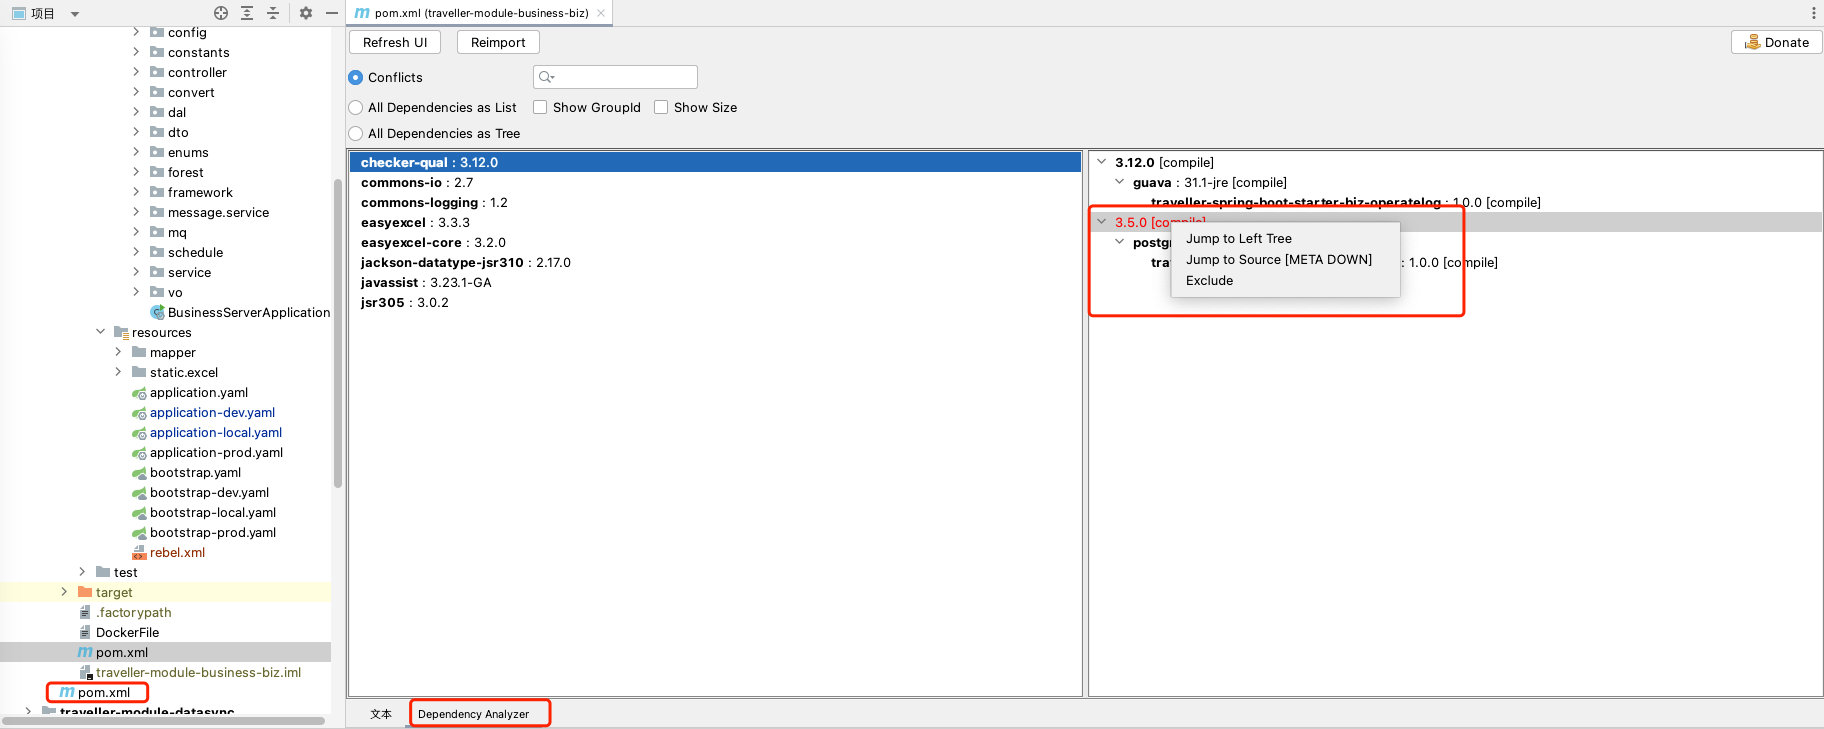 项目
pom.xml (traveller-module-business-biz)
Refresh UI
Reimport
Donate
Conflicts
All Dependencies as List
Show GroupId
Show Size
All Dependencies as Tree
config
constants
controller
convert
dal
dto
enums
forest
framework
message.service
mq
schedule
service
vo
BusinessServerApplication
resources
mapper
static.excel
application.yaml
application-dev.yaml
application-local.yaml
application-prod.yaml
bootstrap.yaml
bootstrap-dev.yaml
bootstrap-local.yaml
bootstrap-prod.yaml
rebel.xml
test
target
.factorypath
DockerFile
pom.xml
traveller-module-business-biz.iml
pom.xml
traveller-module-datasync
checker-qual : 3.12.0
commons-io : 2.7
commons-logging : 1.2
easyexcel : 3.3.3
easyexcel-core : 3.2.0
jackson-datatype-jsr310 : 2.17.0
javassist : 3.23.1-GA
jsr305 : 3.0.2
3.12.0 [compile]
guava : 31.1-jre [compile]
traveller-spring-boot-starter-biz-operatelog : 1.0.0 [compile]
3.5.0 [compile]
postgr
tra : 1.0.0 [compile]
Jump to Left Tree
Jump to Source [META DOWN]
Exclude
文本
Dependency Analyzer